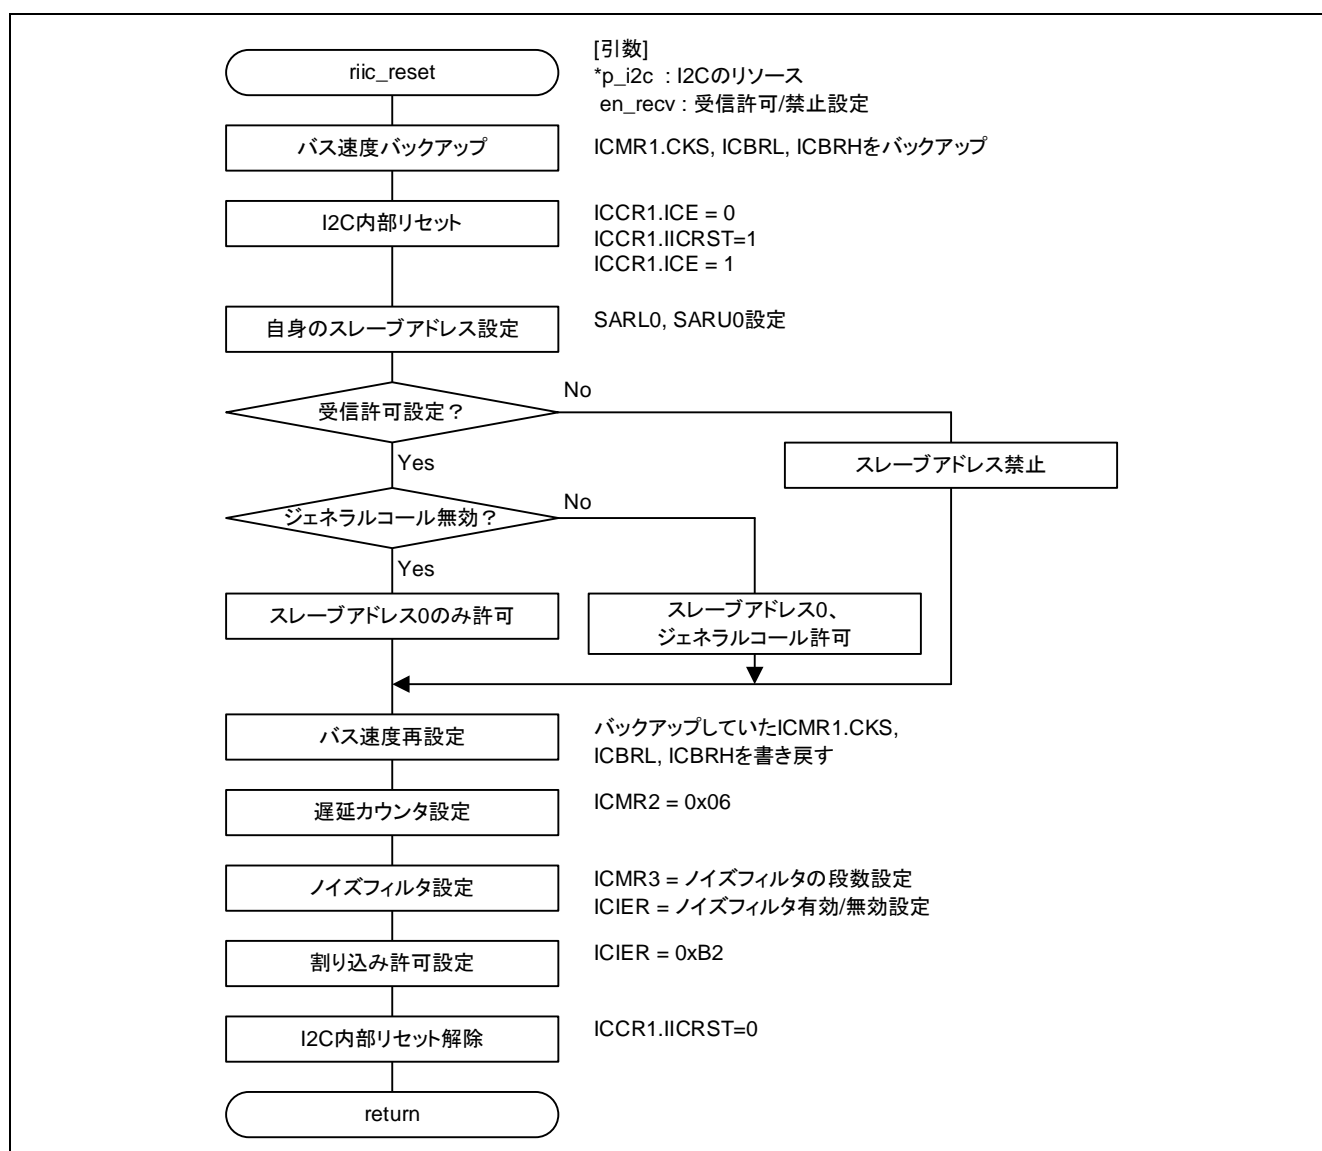 riic_reset
[引数]
*p_i2c : I2Cのリソース
en_recv : 受信許可/禁止設定
バス速度バックアップ
ICMR1.CKS, ICBRL, ICBRHをバックアップ
I2C内部リセット
ICCR1.ICE = 0
ICCR1.IICRST=1
ICCR1.ICE = 1
自身のスレーブアドレス設定
SARL0, SARU0設定
受信許可設定？
No
Yes
スレーブアドレス禁止
ジェネラルコール無効？
No
Yes
スレーブアドレス0のみ許可
スレーブアドレス0、
ジェネラルコール許可
バス速度再設定
バックアップしていたICMR1.CKS,
ICBRL, ICBRHを書き戻す
遅延カウンタ設定
ICMR2 = 0x06
ノイズフィルタ設定
ICMR3 = ノイズフィルタの段数設定
ICIER = ノイズフィルタ有効/無効設定
割り込み許可設定
ICIER = 0xB2
I2C内部リセット解除
ICCR1.IICRST=0
return